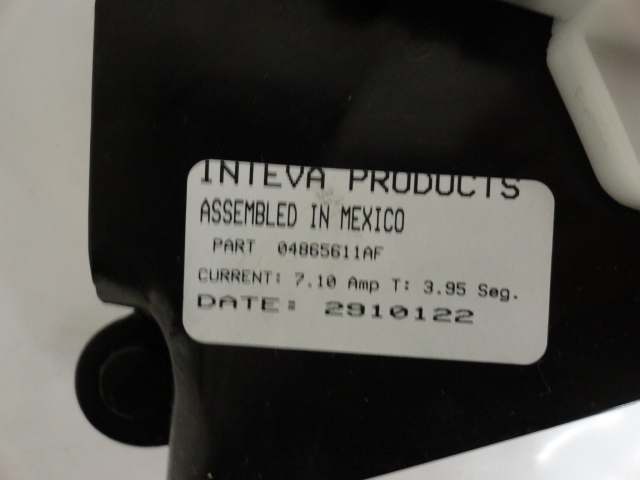 INTEVA PRODUCTS
ASSEMBLED IN MEXICO
PART 04865611AF
CURRENT: 7.10 Amp T: 3.95 Seg.
DATE: 2910122